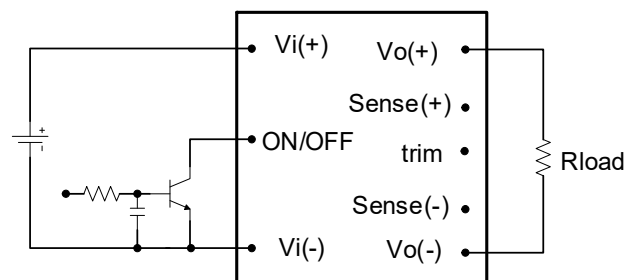 Vi(+)
Vo(+)
Sense(+)
ON/OFF
trim
Rload
Sense(-)
Vi(-)
Vo(-)
+
-